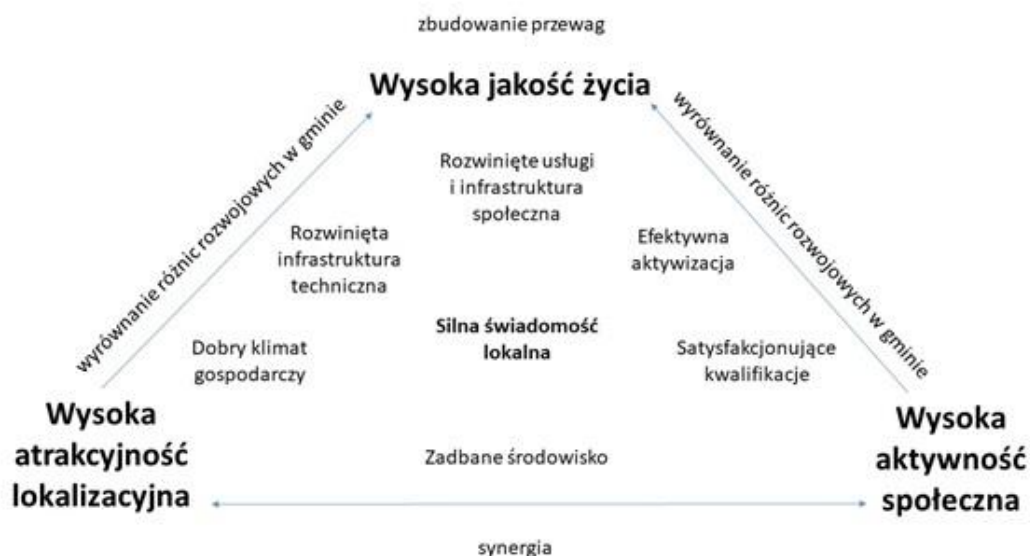 zbudowanie przewag
Wysoka jakość życia
wyrównanie różnic rozwojowych w gminie
wyrównanie różnic rozwojowych w gminie
Rozwinięte usługi
i infrastruktura
społeczna
Rozwinięta
infrastruktura
techniczna
Efektywna
aktywizacja
Silna świadomość
lokalna
Dobry klimat
gospodarczy
Satysfakcjonujące
kwalifikacje
Wysoka
atrakcyjność
lokalizacyjna
Wysoka
aktywność
społeczna
Zadbane środowisko
synergia